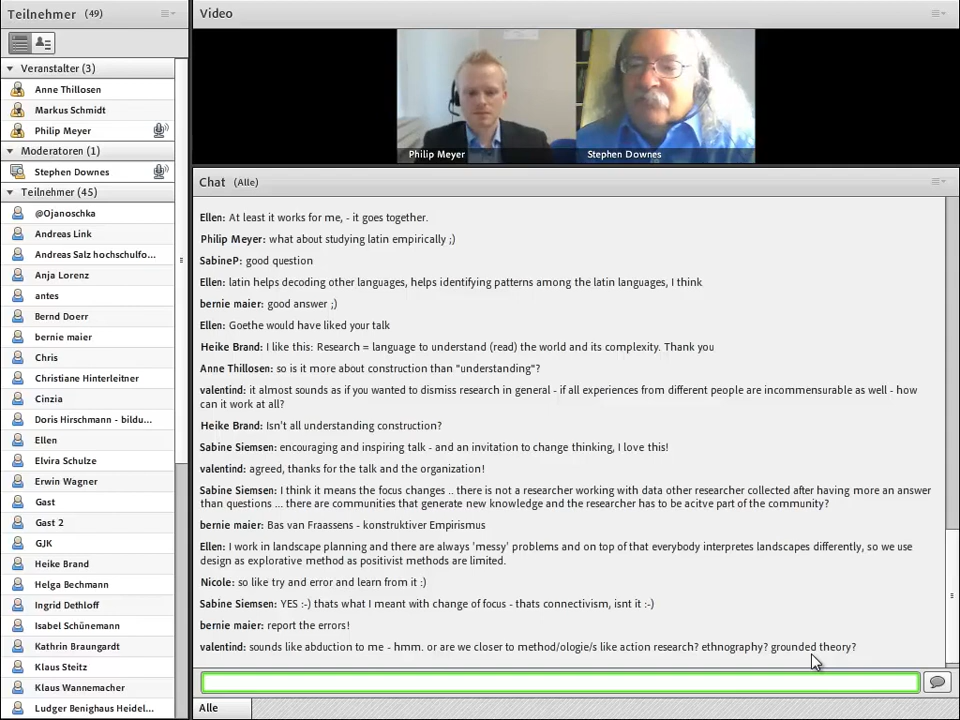 Teilnehmer (49)
Veranstalter (3)
Anne Thillosen
Markus Schmidt
Philip Meyer
Moderatoren (1)
Stephen Downes
Teilnehmer (45)
@Ojanoschka
Andreas Link
Andreas Salz hochschulfo...
Anja Lorenz
antes
Bernd Doerr
bernie maier
Chris
Christiane Hinterleitner
Cinzia
Doris Hirschmann - bildu...
Ellen
Elvira Schulze
Erwin Wagner
Gast
Gast 2
GJK
Heike Brand
Helga Bechmann
Ingrid Dethloff
Isabel Schünemann
Kathrin Braungardt
Klaus Steitz
Klaus Wannemacher
Ludger Benighaus Heidel...
Video
Philip Meyer
Stephen Downes
Chat (Alle)
Ellen: At least it works for me, - it goes together.
Philip Meyer: what about studying latin empirically ;)
SabineP: good question
Ellen: latin helps decoding other languages, helps identifying patterns among the latin languages, I think
bernie maier: good answer ;)
Ellen: Goethe would have liked your talk
Heike Brand: I like this: Research = language to understand (read) the world and its complexity. Thank you
Anne Thillosen: so is it more about construction than "understanding"?
valentind: it almost sounds as if you wanted to dismiss research in general - if all experiences from different people are incommensurable as well - how
can it work at all?
Heike Brand: Isn't all understanding construction?
Sabine Siemsen: encouraging and inspiring talk - and an invitation to change thinking, I love this!
valentind: agreed, thanks for the talk and the organization!
Sabine Siemsen: I think it means the focus changes .. there is not a researcher working with data other researcher collected after having more an answer
than questions ... there are communities that generate new knowledge and the researcher has to be acitve part of the community?
bernie maier: Bas van Fraassens - konstruktiver Empirismus
Ellen: I work in landscape planning and there are always 'messy' problems and on top of that everybody interpretes landscapes differently, so we use
design as explorative method as positivist methods are limited.
Nicole: so like try and error and learn from it :)
Sabine Siemsen: YES :-) thats what I meant with change of focus - thats connectivism, isnt it :-)
bernie maier: report the errors!
valentind: sounds like abduction to me - hmm. or are we closer to method/ologie/s like action research? ethnography? grounded theory?
Alle